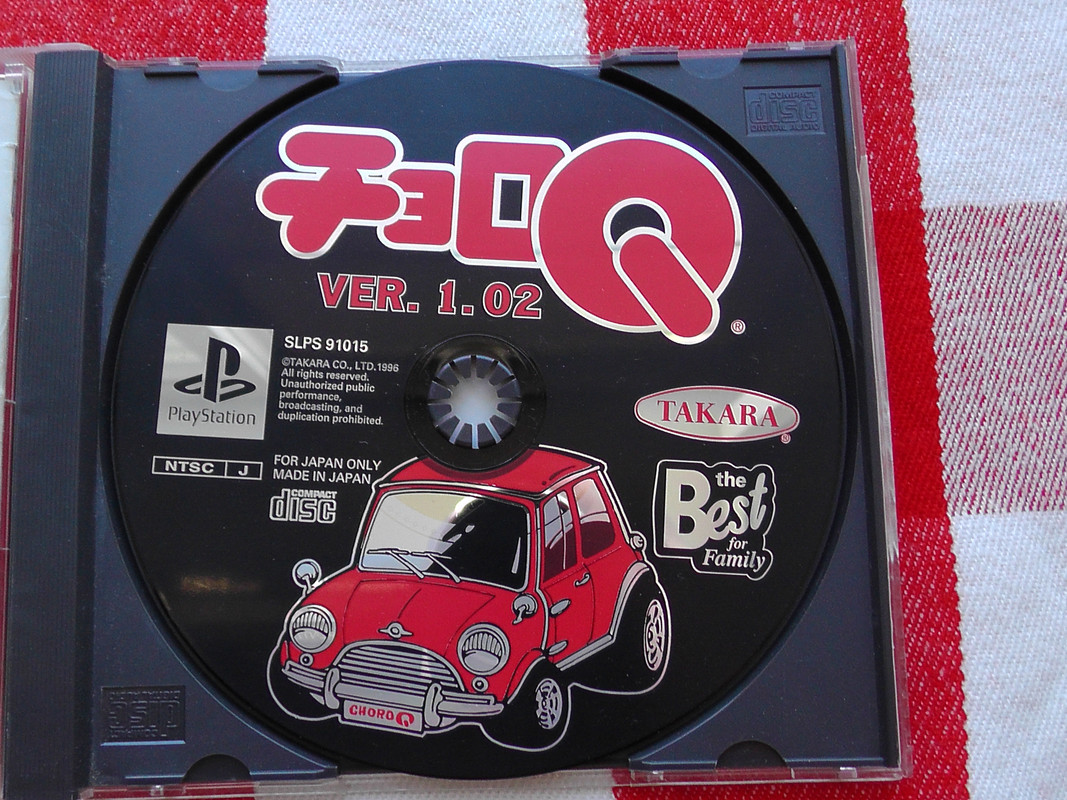 COMPACT
disc
DIGITAL AUDIO
チョロQ
®
VER. 1.02
PlayStation
SLPS 91015
©TAKARA CO., LTD.1996
All rights reserved.
Unauthorized public
performance,
broadcasting, and
duplication prohibited.
TAKARA
®
NTSC J
FOR JAPAN ONLY
MADE IN JAPAN
COMPACT
disc
the
Best
for
Family
CHORO Q